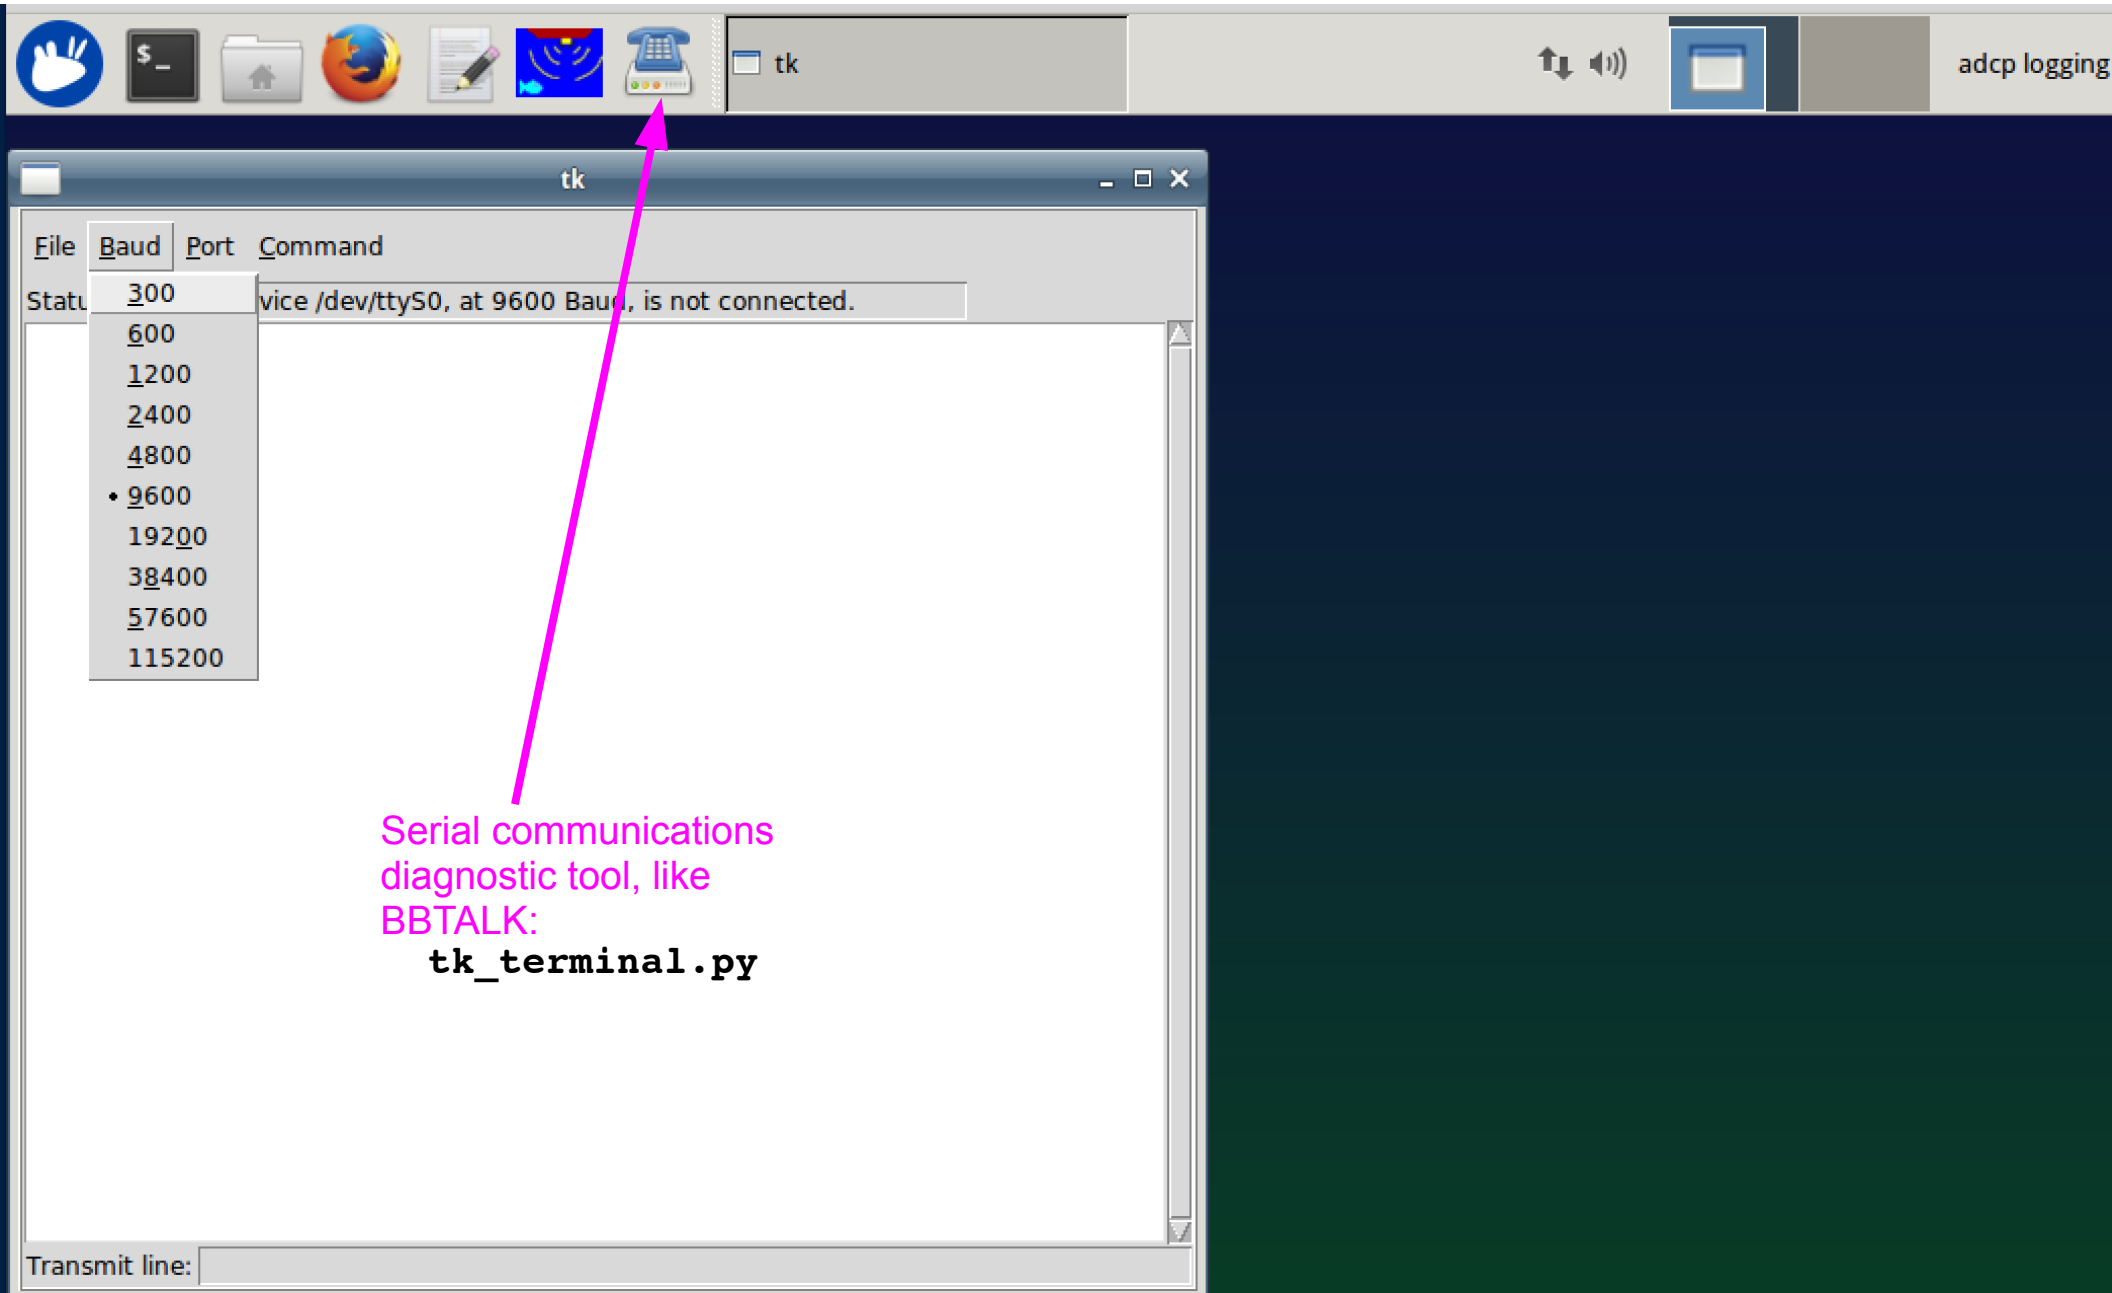 $_
tk
adcp logging
tk
File Baud Port Command
Statu vice /dev/ttyS0, at 9600 Baud, is not connected.
300
600
1200
2400
4800
• 9600
19200
38400
57600
115200
Serial communications
diagnostic tool, like
BBTALK:
tk_terminal.py
Transmit line: